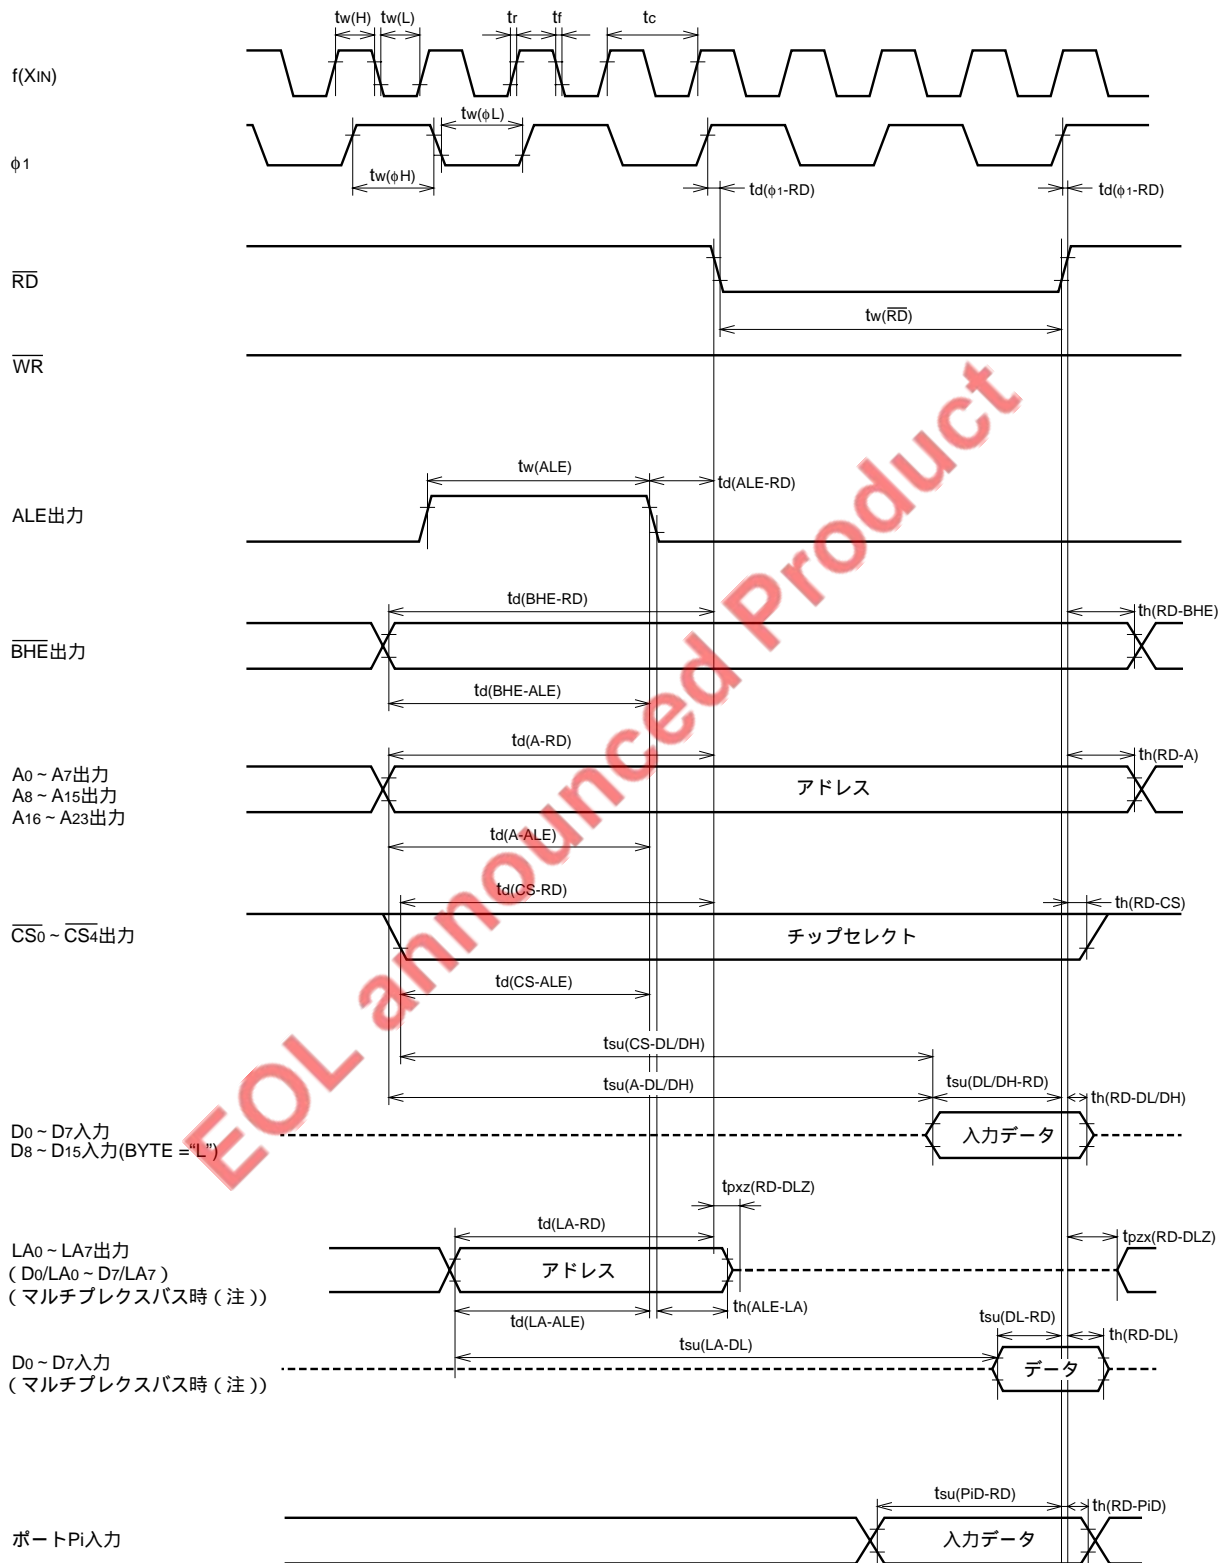 tw(H) tw(L) tr tf tc
f(XIN)
tw(φL)
φ1
tw(φH)
td(φ1-RD) td(φ1-RD)
RD
tw(RD)
WR
tw(ALE)
td(ALE-RD)
ALE出力
td(BHE-RD)
th(RD-BHE)
BHE出力
td(BHE-ALE)
td(A-RD)
th(RD-A)
A0 ~ A7出力
A8 ~ A15出力
A16 ~ A23出力
アドレス
td(A-ALE)
td(CS-RD)
th(RD-CS)
CS0 ~ CS4出力
チップセレクト
td(CS-ALE)
tsu(CS-DL/DH)
tsu(A-DL/DH)
tsu(DL/DH-RD)
th(RD-DL/DH)
D0 ~ D7入力
D8 ~ D15入力(BYTE =“L”)
入力データ
tpxz(RD-DLZ)
td(LA-RD)
tpzx(RD-DLZ)
LA0 ~ LA7出力
( D0/LA0 ~ D7/LA7 )
( マルチプレクスバス時 ( 注 ) )
アドレス
td(LA-ALE)
th(ALE-LA)
tsu(DL-RD)
th(RD-DL)
tsu(LA-DL)
D0 ~ D7入力
( マルチプレクスバス時 ( 注 ) )
データ
tsu(PiD-RD)
th(RD-PiD)
ポートPi入力
入力データ
EOL announced Product